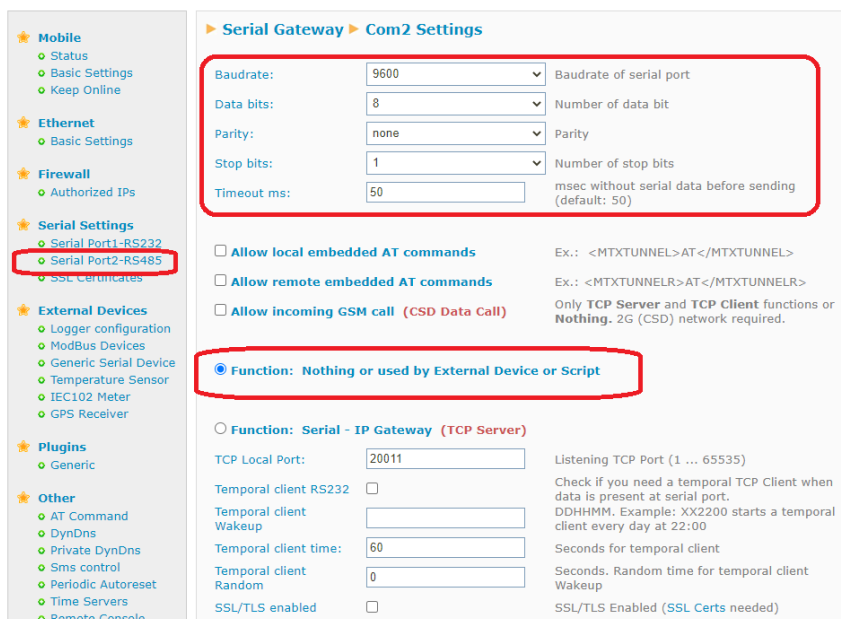 Mobile
Status
Basic Settings
Keep Online
Ethernet
Basic Settings
Firewall
Authorized IPs
Serial Settings
Serial Port1-RS232
Serial Port2-RS485
SSL Certificates
External Devices
Logger configuration
ModBus Devices
Generic Serial Device
Temperature Sensor
IEC102 Meter
GPS Receiver
Plugins
Generic
Other
AT Command
DynDns
Private DynDns
Sms control
Periodic Autoreset
Time Servers
Remote Console
Serial Gateway Com2 Settings
Baudrate: 9600 Baudrate of serial port
Data bits: 8 Number of data bit
Parity: none Parity
Stop bits: 1 Number of stop bits
Timeout ms: 50 msec without serial data before sending
(default: 50)
Allow local embedded AT commands Ex.: <MTXTUNNEL>AT</MTXTUNNEL>
Allow remote embedded AT commands Ex.: <MTXTUNNELR>AT</MTXTUNNELR>
Allow incoming GSM call (CSD Data Call) Only TCP Server and TCP Client functions or
Nothing. 2G (CSD) network required.
Function: Nothing or used by External Device or Script
Function: Serial - IP Gateway (TCP Server)
TCP Local Port: 20011 Listening TCP Port (1 ... 65535)
Temporal client RS232 Check if you need a temporal TCP Client when
data is present at serial port.
Temporal client
Wakeup
DDHHMM. Example: XX2200 starts a temporal
client every day at 22:00
Temporal client time: 60 Seconds for temporal client
Temporal client
Random
0
Seconds. Random time for temporal client
Wakeup
SSL/TLS enabled SSL/TLS Enabled (SSL Certs needed)